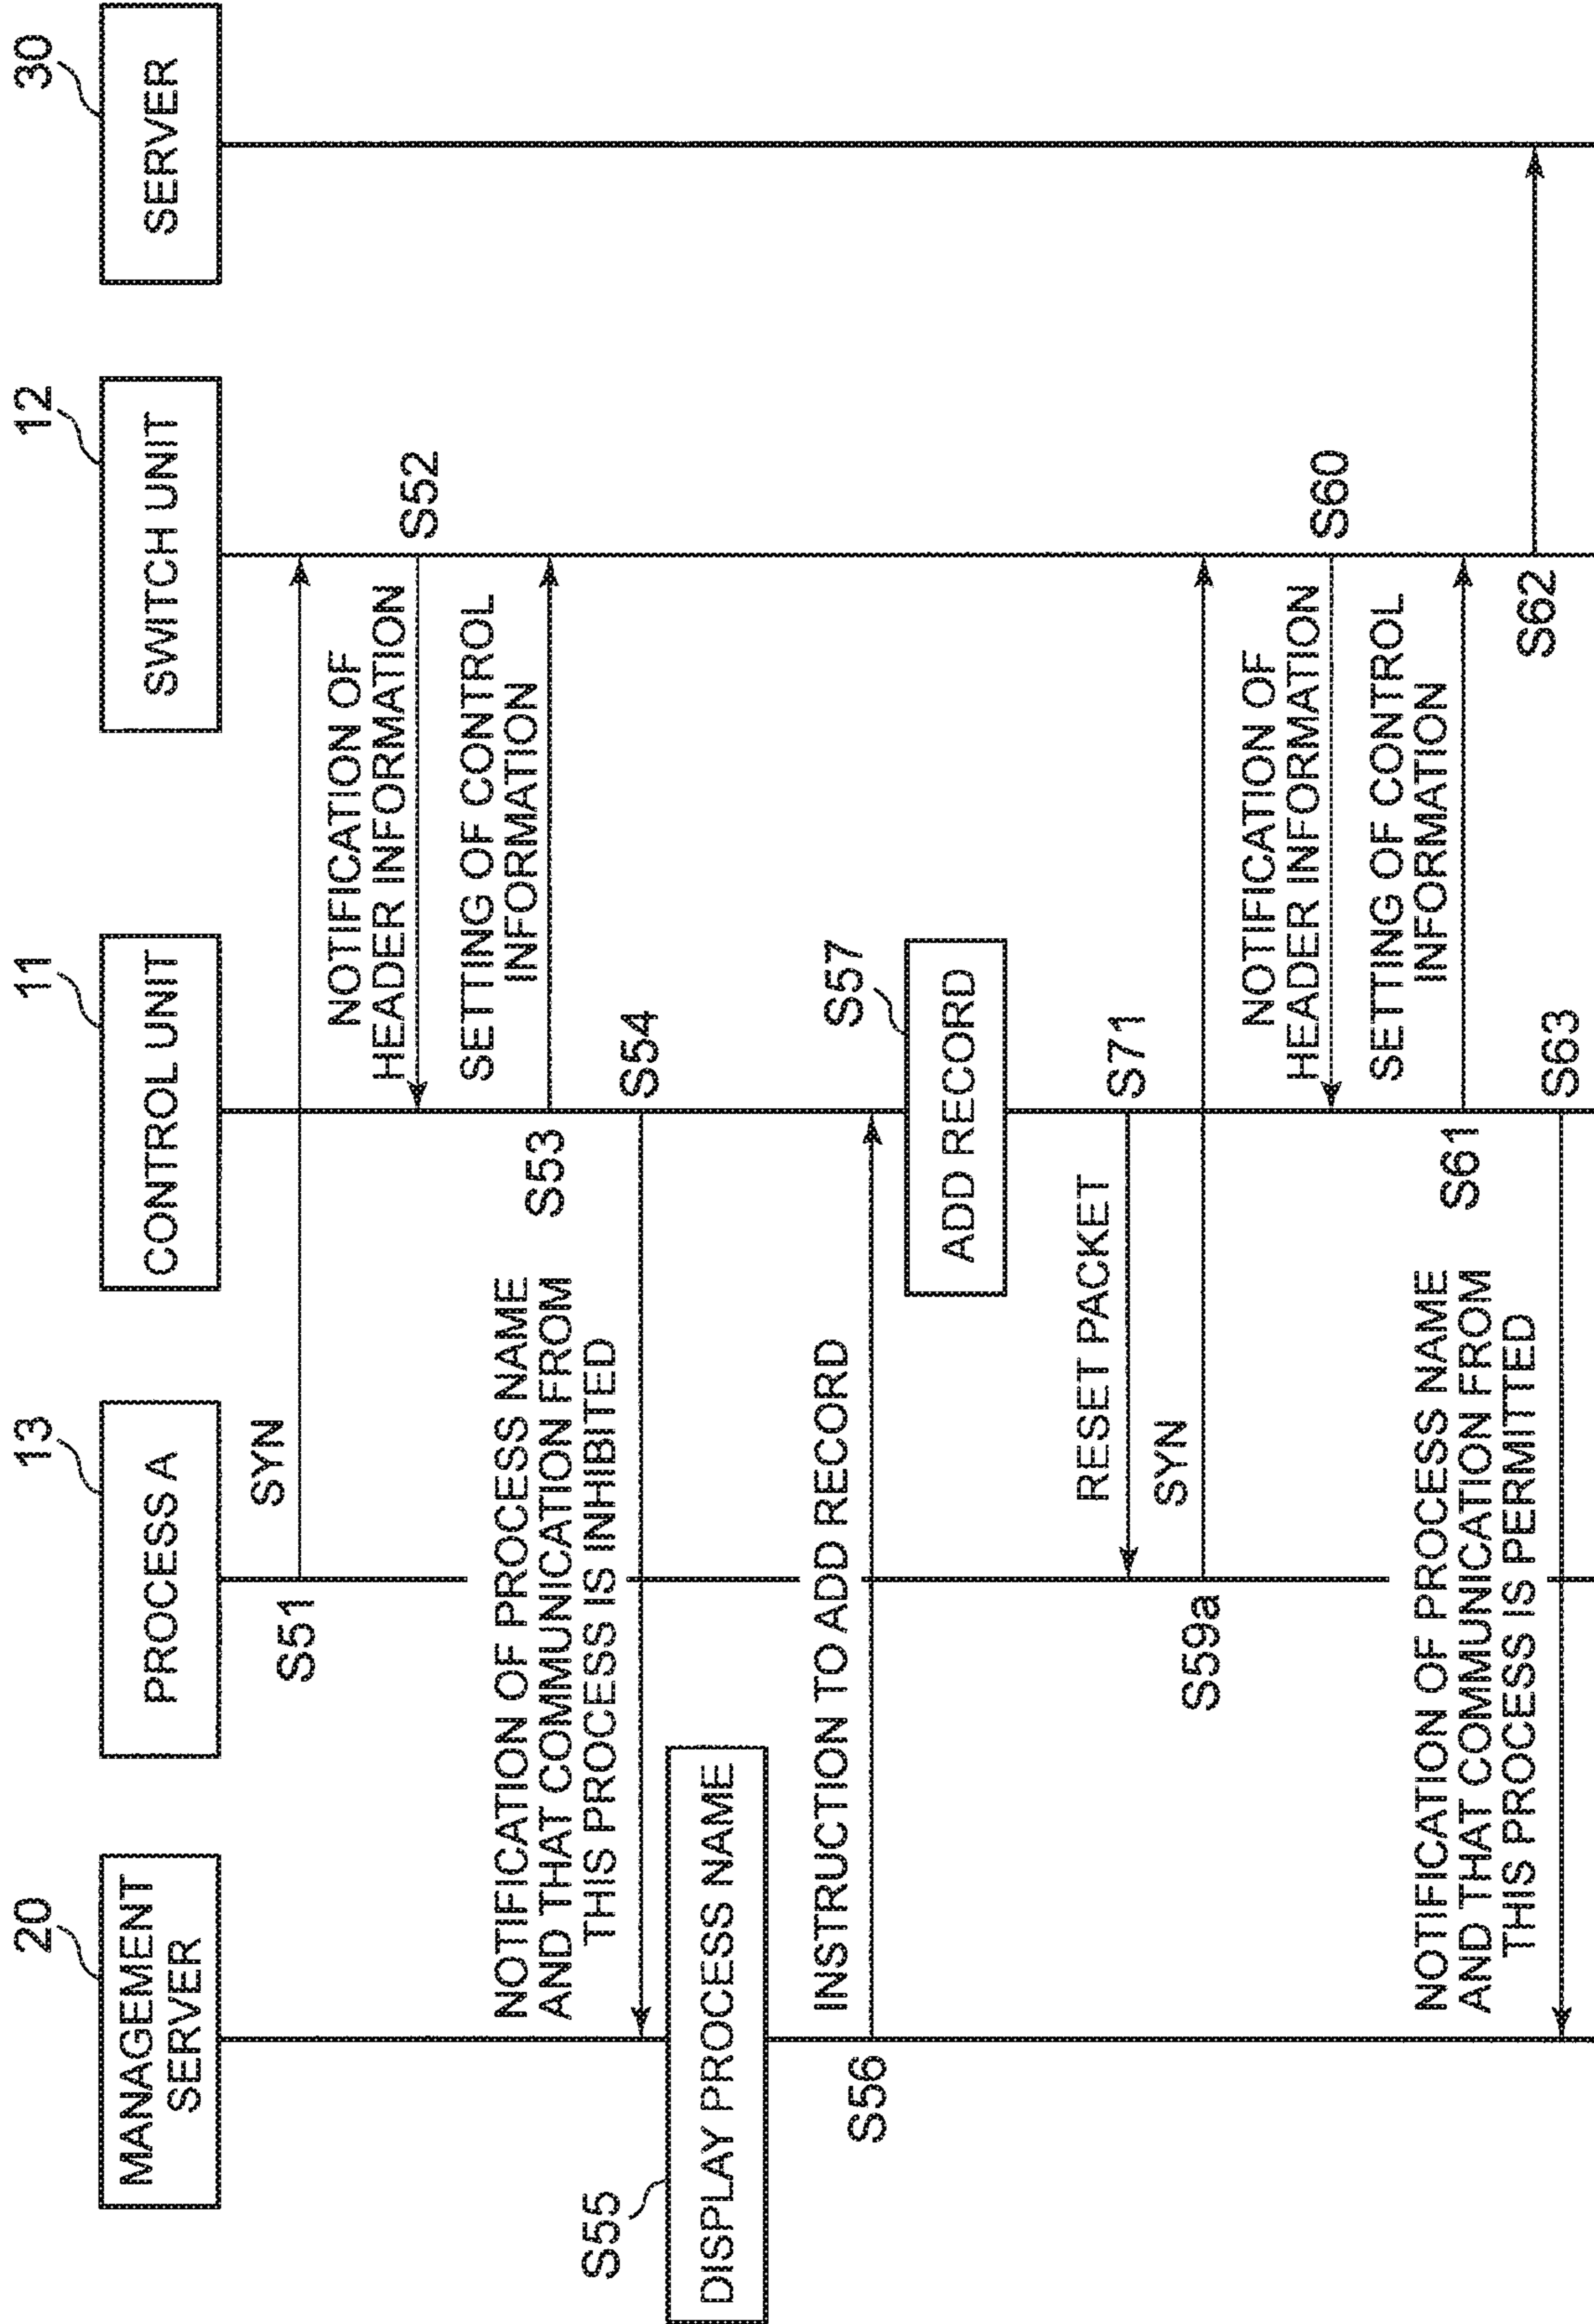 20
MANAGEMENT
SERVER
13
PROCESS A
11
CONTROL UNIT
12
SWITCH UNIT
30
SERVER
S51
SYN
NOTIFICATION OF
HEADER INFORMATION
S52
SETTING OF CONTROL
INFORMATION
S53
NOTIFICATION OF PROCESS NAME
AND THAT COMMUNICATION FROM
THIS PROCESS IS INHIBITED
S54
S55
DISPLAY PROCESS NAME
S56
INSTRUCTION TO ADD RECORD
S57
ADD RECORD
RESET PACKET
S71
S59a
SYN
NOTIFICATION OF
HEADER INFORMATION
S60
SETTING OF CONTROL
INFORMATION
S61
S62
NOTIFICATION OF PROCESS NAME
AND THAT COMMUNICATION FROM
THIS PROCESS IS PERMITTED
S63